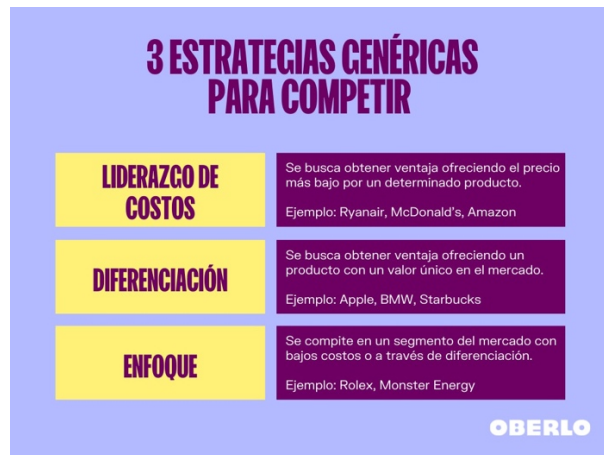 3 ESTRATEGIAS GENÉRICAS
PARA COMPETIR
LIDERAZGO DE
COSTOS
Se busca obtener ventaja ofreciendo el precio
más bajo por un determinado producto.
Ejemplo: Ryanair, McDonald's, Amazon
DIFERENCIACIÓN
Se busca obtener ventaja ofreciendo un
producto con un valor único en el mercado.
Ejemplo: Apple, BMW, Starbucks
ENFOQUE
Se compite en un segmento del mercado con
bajos costos o a través de diferenciación.
Ejemplo: Rolex, Monster Energy
OBERLO